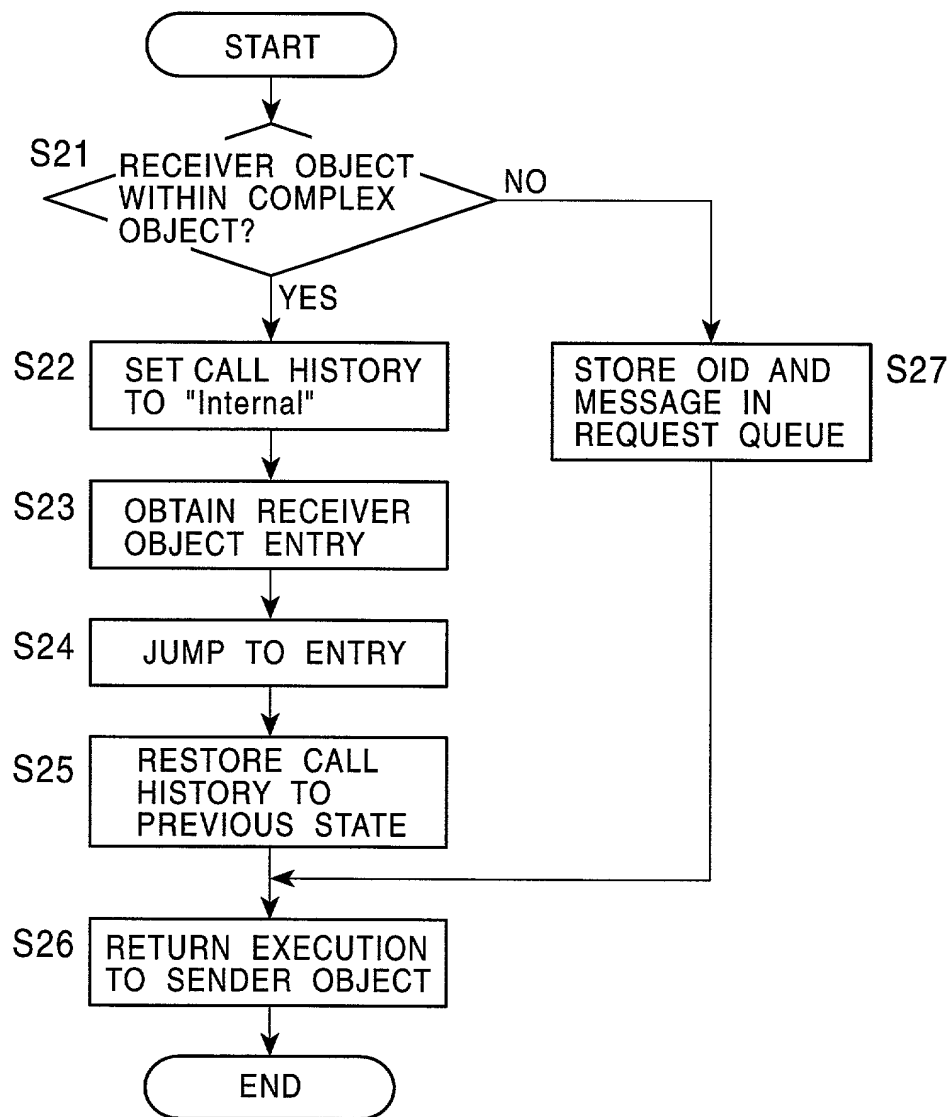 START
S21
RECEIVER OBJECT
WITHIN COMPLEX
OBJECT?
NO
YES
S22
SET CALL HISTORY
TO "Internal"
S27
STORE OID AND
MESSAGE IN
REQUEST QUEUE
S23
OBTAIN RECEIVER
OBJECT ENTRY
S24
JUMP TO ENTRY
S25
RESTORE CALL
HISTORY TO
PREVIOUS STATE
S26
RETURN EXECUTION
TO SENDER OBJECT
END